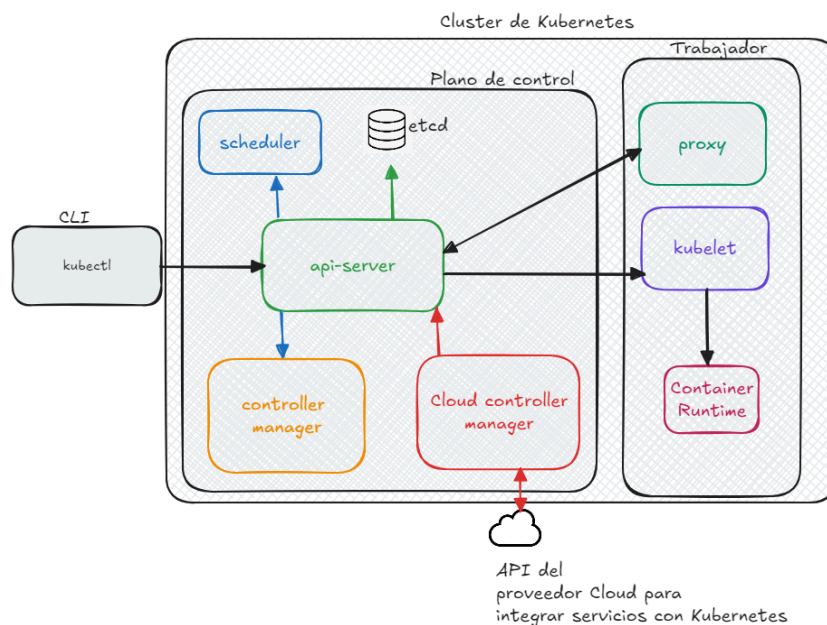 Cluster de Kubernetes
Trabajador
Plano de control
scheduler
etcd
proxy
CLI
kubectl
api-server
kubelet
controller
manager
Cloud controller
manager
Container
Runtime
API del
proveedor Cloud para
integrar servicios con Kubernetes